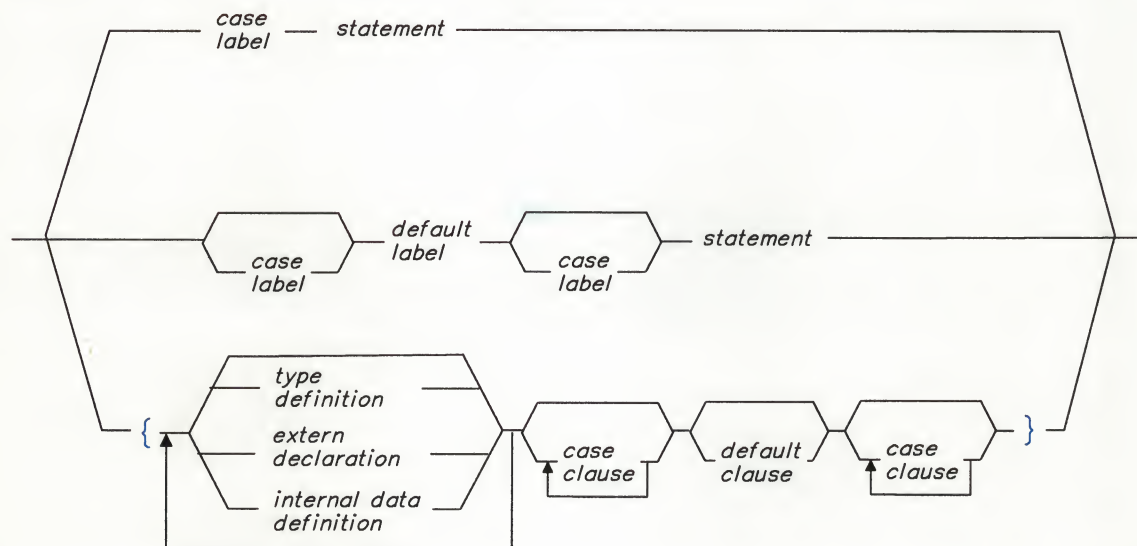 case
label
statement
case
label
default
label
case
label
statement
{
type
definition
extern
declaration
internal data
definition
case
clause
default
clause
case
clause
}